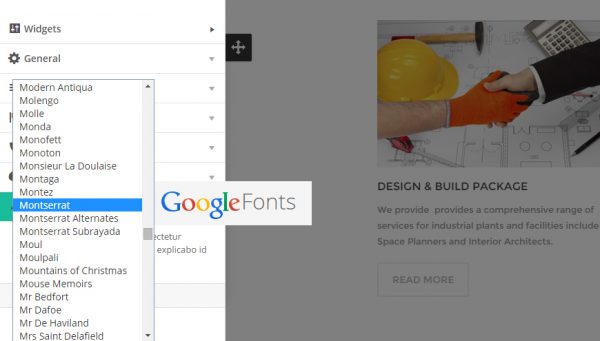 Widgets
General
Modern Antiqua
Molengo
Molle
Monda
Monofett
Monoton
Monsieur La Doulaise
Montaga
Montez
Montserrat
Montserrat Alternates
Montserrat Subrayada
Moul
Moulpali
Mountains of Christmas
Mouse Memoirs
Mr Bedfort
Mr Dafoe
Mr De Haviland
Mrs Saint Delafield
Google Fonts
ectetur
explicabo id
DESIGN & BUILD PACKAGE
We provide provides a comprehensive range of
services for industrial plants and facilities include
Space Planners and Interior Architects.
READ MORE